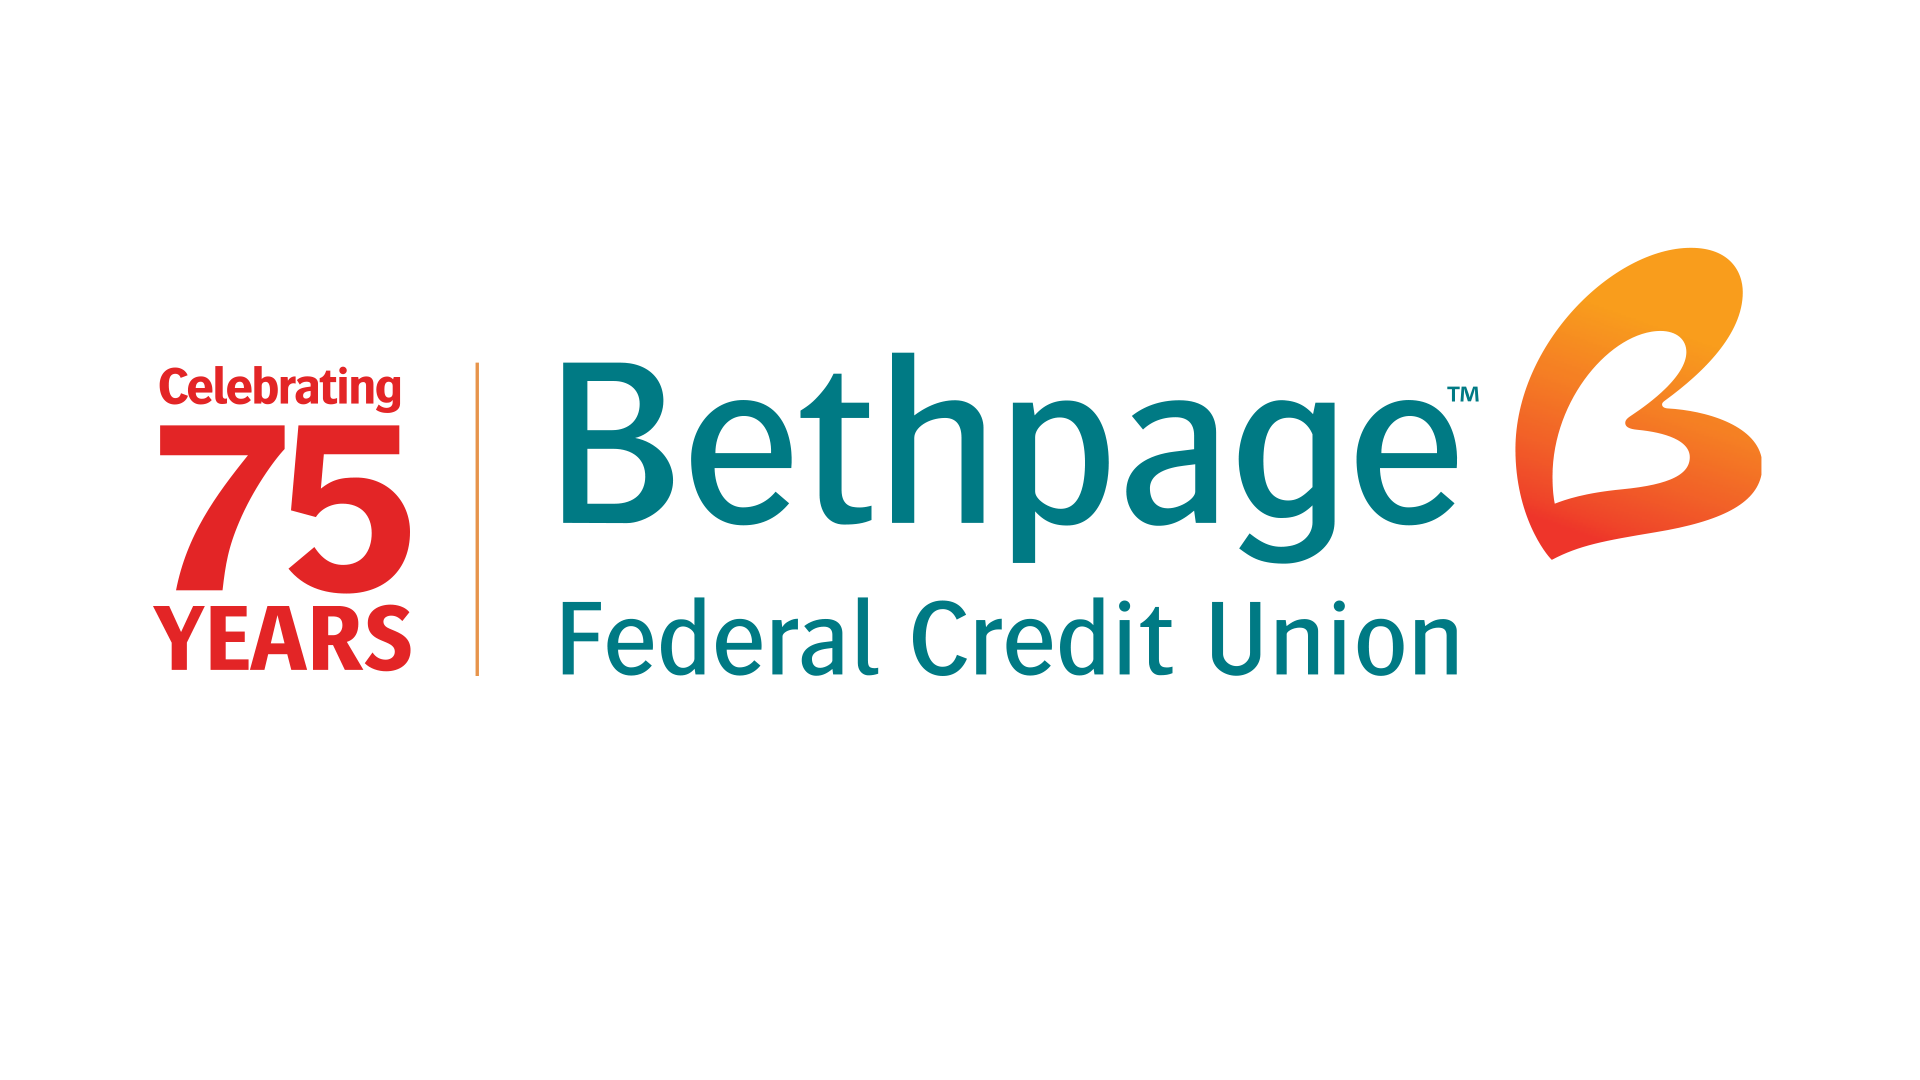 Celebrating
75
YEARS
Bethpage™
Federal Credit Union